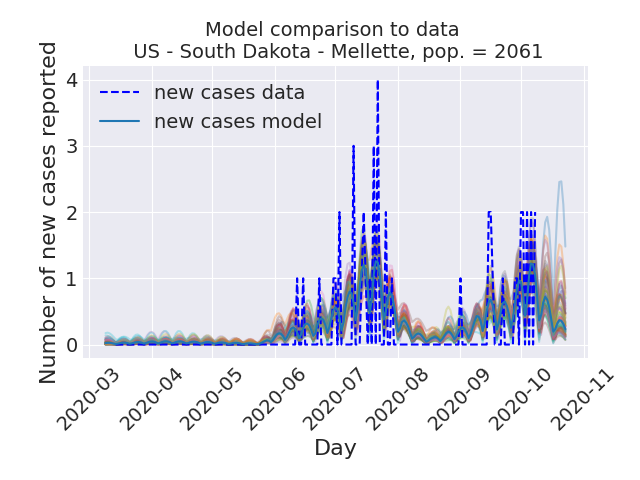 Model comparison to data
US - South Dakota - Mellette, pop. = 2061
Number of new cases reported
4
3
2
1
0
new cases data
new cases model
2020-03
2020-04
2020-05
2020-06
2020-07
2020-08
2020-09
2020-10
2020-11
Day